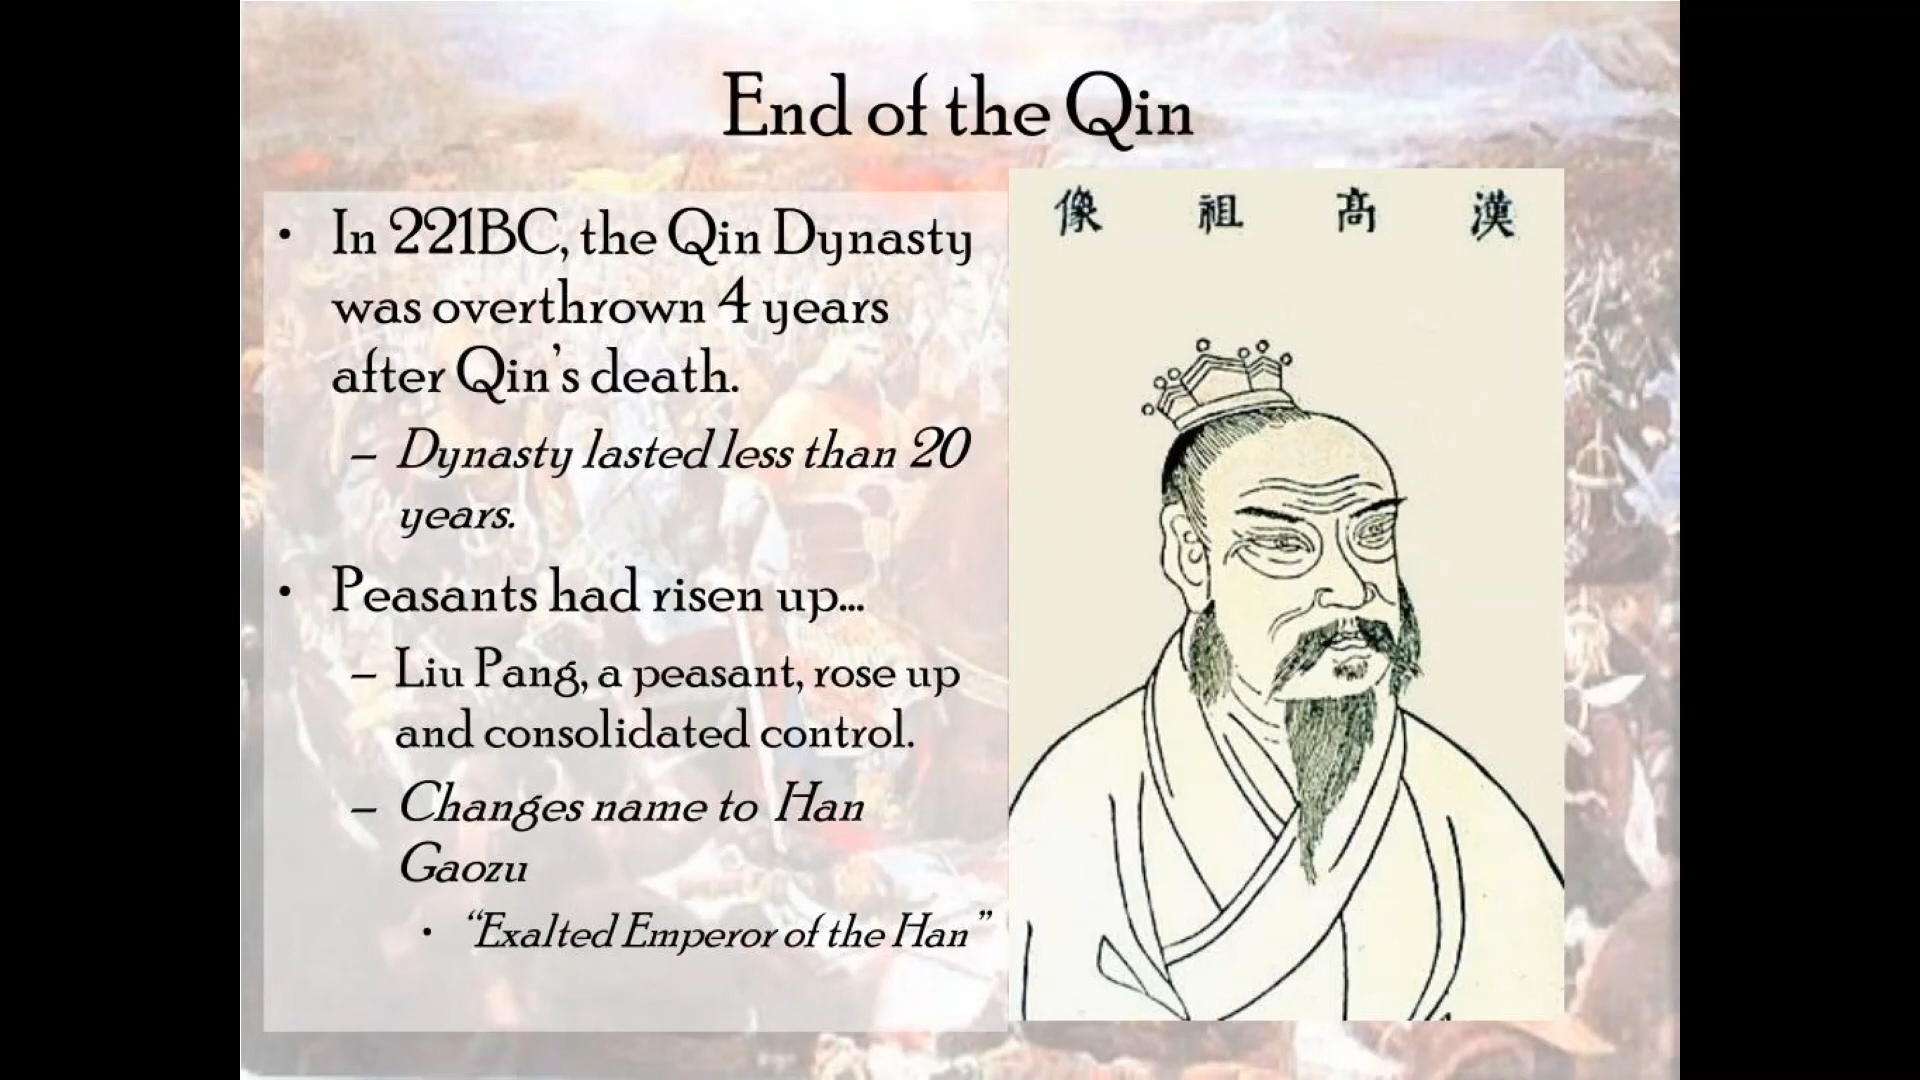 End of the Qin
• In 221BC, the Qin Dynasty
was overthrown 4 years
after Qin's death.
– Dynasty lasted less than 20
years.
• Peasants had risen up...
– Liu Pang, a peasant, rose up
and consolidated control.
– Changes name to Han
Gaozu
• “Exalted Emperor of the Han”
漢高祖像